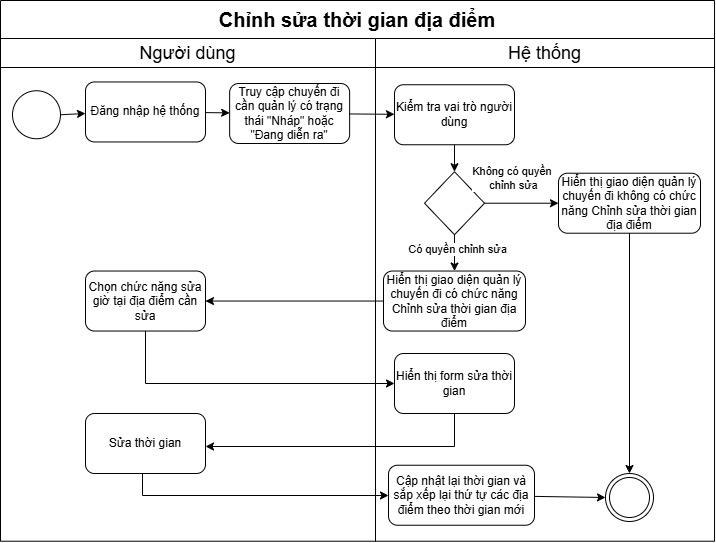 Chỉnh sửa thời gian địa điểm
Người dùng
Hệ thống
Đăng nhập hệ thống
Truy cập chuyến đi
cần quản lý có trạng
thái "Nháp" hoặc
"Đang diễn ra"
Kiểm tra vai trò người
dùng
Không có quyền
chỉnh sửa
Hiển thị giao diện quản lý
chuyến đi không có chức
năng Chỉnh sửa thời gian
địa điểm
Có quyền chỉnh sửa
Hiển thị giao diện quản lý
chuyến đi có chức năng
Chỉnh sửa thời gian địa
điểm
Chọn chức năng sửa
giờ tại địa điểm cần
sửa
Hiển thị form sửa thời
gian
Sửa thời gian
Cập nhật lại thời gian và
sắp xếp lại thứ tự các địa
điểm theo thời gian mới